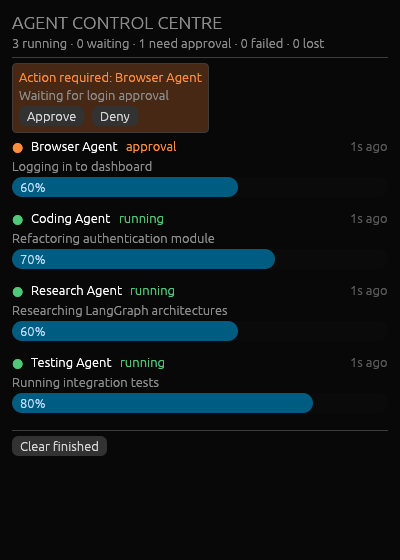 AGENT CONTROL CENTRE
3 running · 0 waiting · 1 need approval · 0 failed · 0 lost
Action required: Browser Agent
Waiting for login approval
Approve Deny
Browser Agent approval 1s ago
Logging in to dashboard
60%
Coding Agent running 1s ago
Refactoring authentication module
70%
Research Agent running 1s ago
Researching LangGraph architectures
60%
Testing Agent running 1s ago
Running integration tests
80%
Clear finished